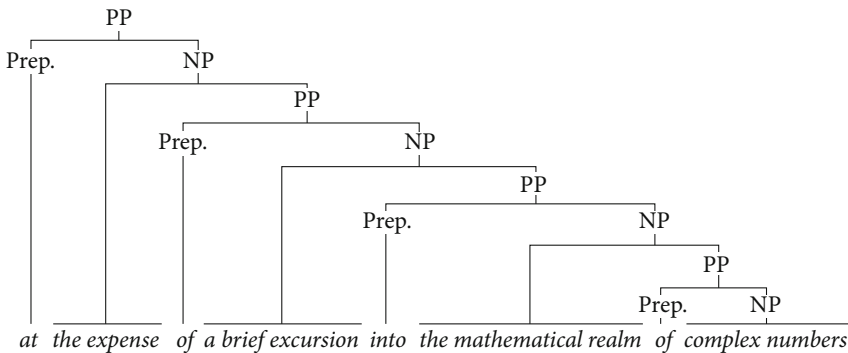 PP
Prep. NP
PP
Prep. NP
PP
Prep. NP
PP
Prep. NP
at the expense of a brief excursion into the mathematical realm of complex numbers